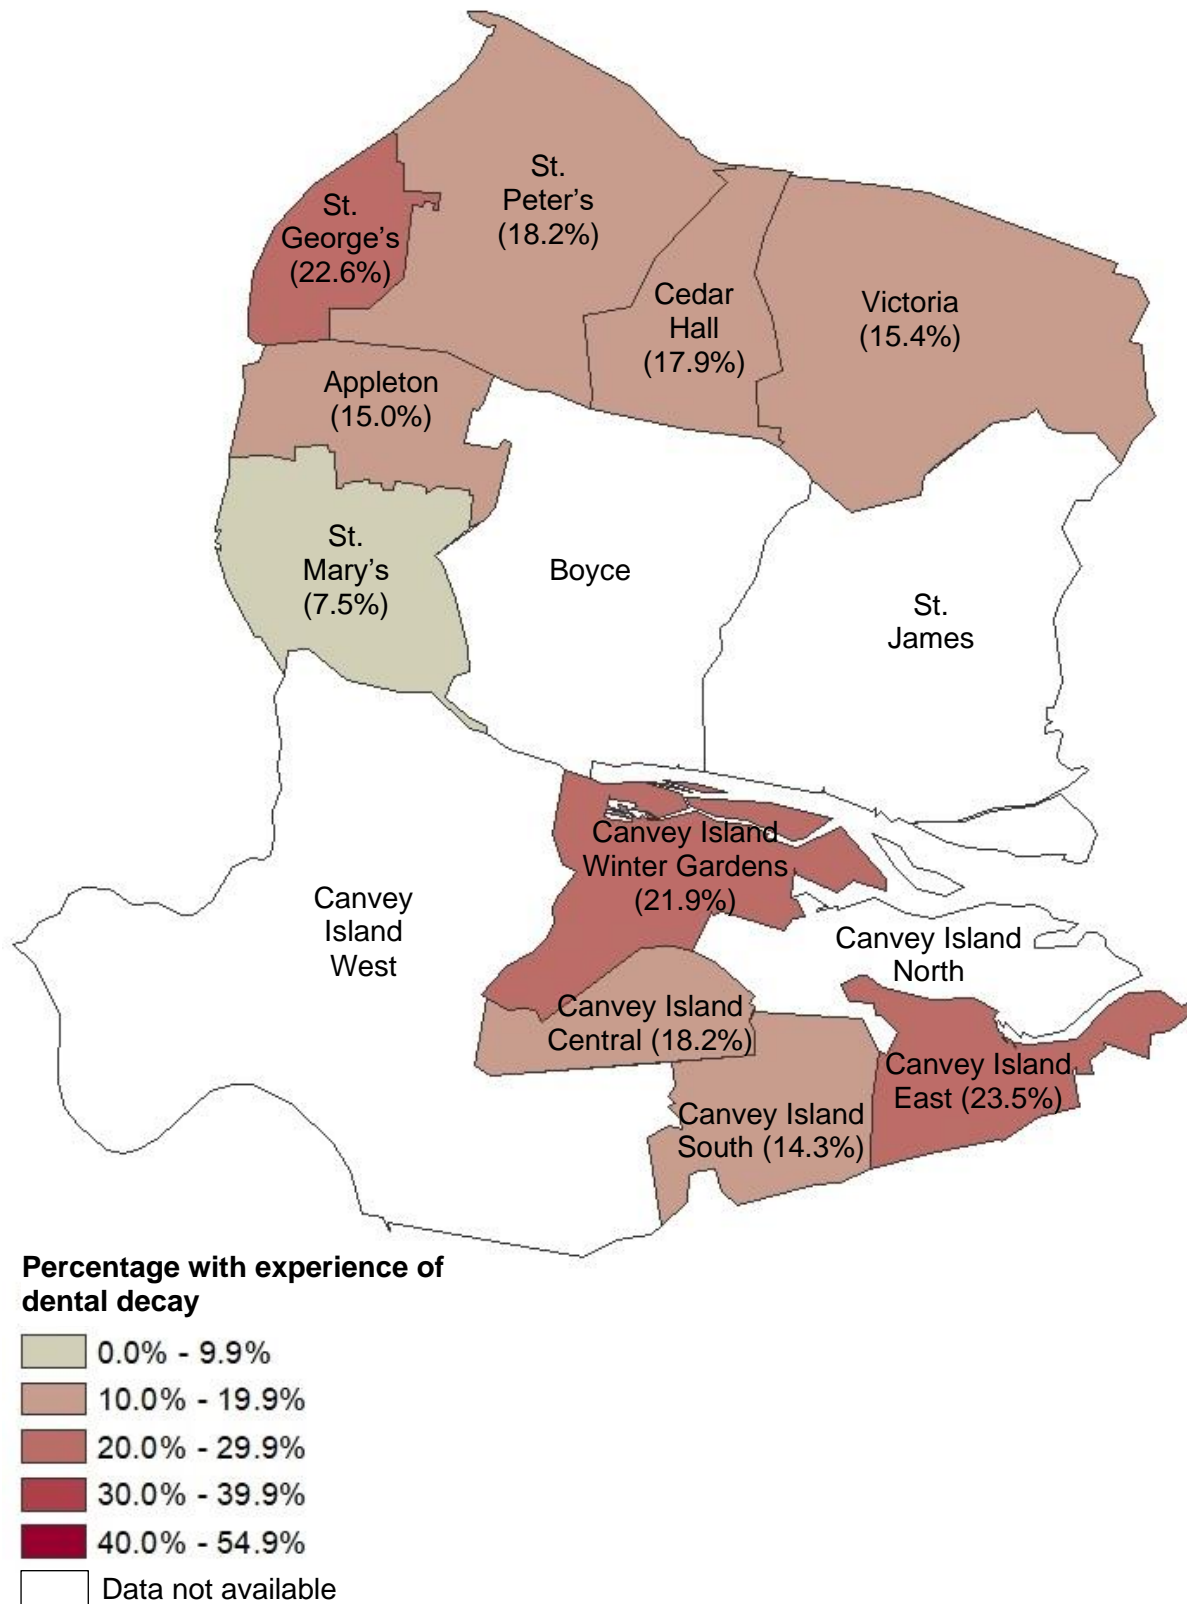 St.
Peter’s
(18.2%)
St.
George’s
(22.6%)
Cedar
Hall
(17.9%)
Victoria
(15.4%)
Appleton
(15.0%)
St.
Mary’s
(7.5%)
Boyce
St.
James
Canvey Island
Winter Gardens
(21.9%)
Canvey
Island
West
Canvey Island
North
Canvey Island
Central (18.2%)
Canvey Island
East (23.5%)
Canvey Island
South (14.3%)
Percentage with experience of
dental decay
0.0% - 9.9%
10.0% - 19.9%
20.0% - 29.9%
30.0% - 39.9%
40.0% - 54.9%
Data not available